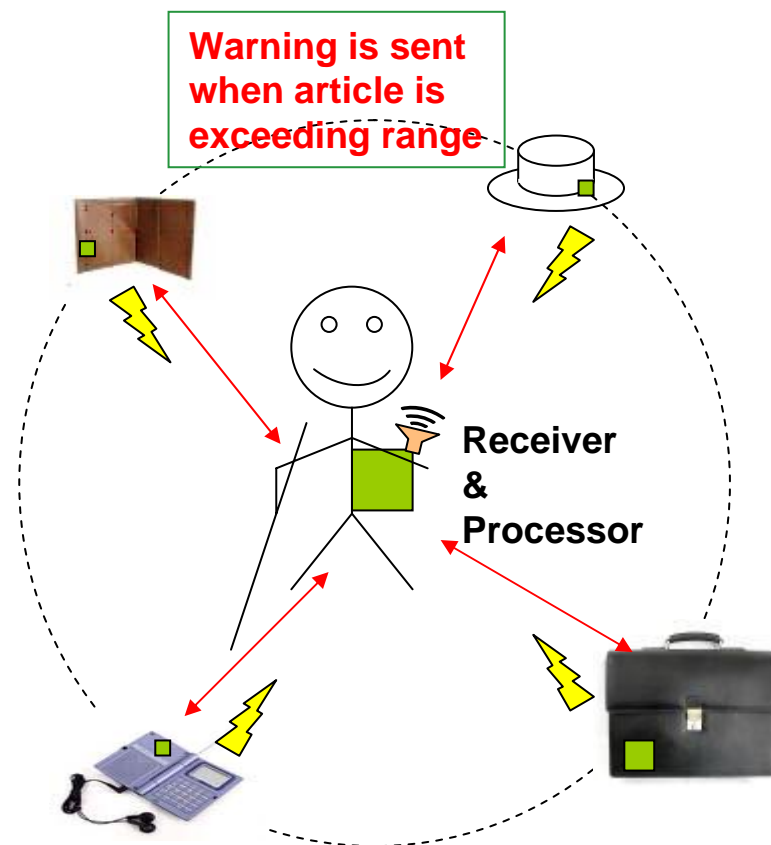 Warning is sent
when article is
exceeding range
Receiver
&
Processor